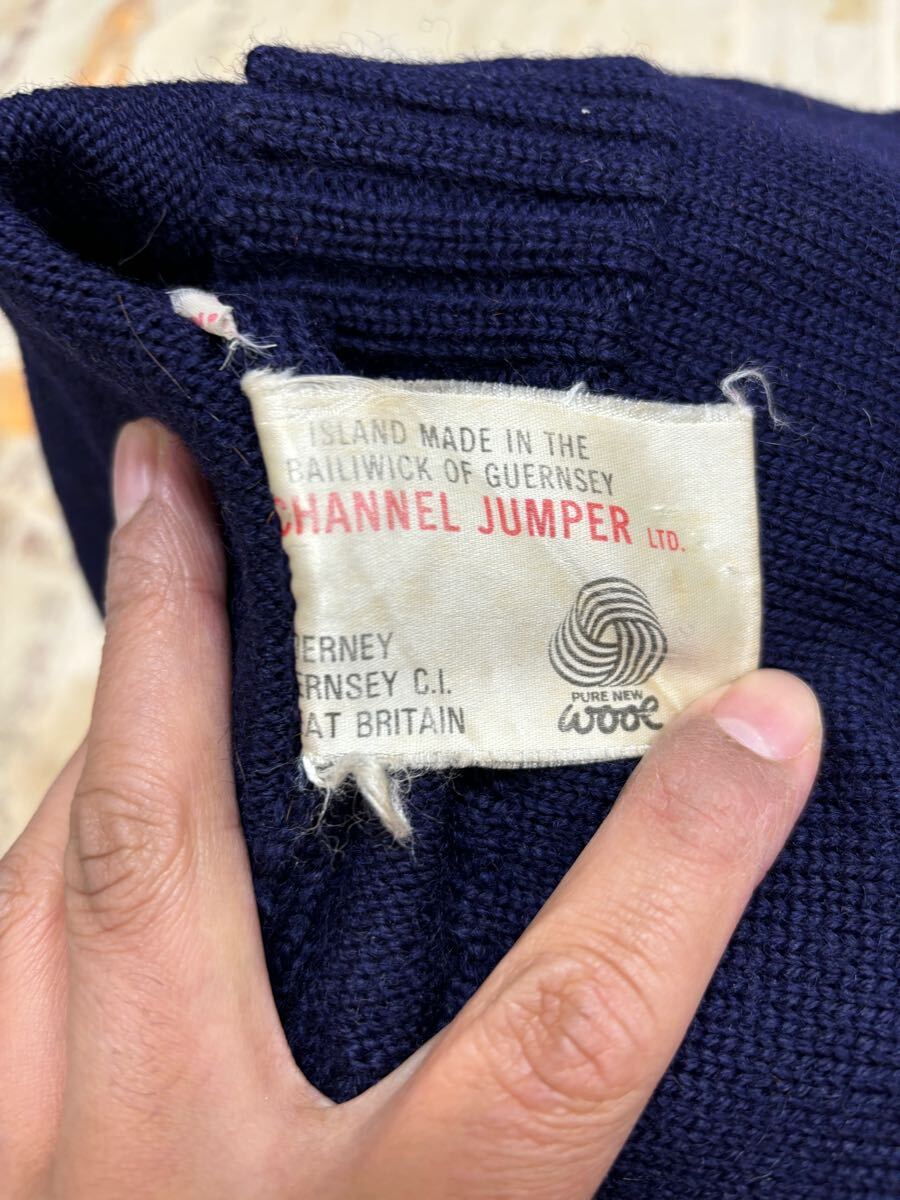 ISLAND MADE IN THE
BAILIWICK OF GUERNSEY
CHANNEL JUMPER LTD.
ERNEY
ERNSEY C.I.
AT BRITAIN
PURE NEW
wool